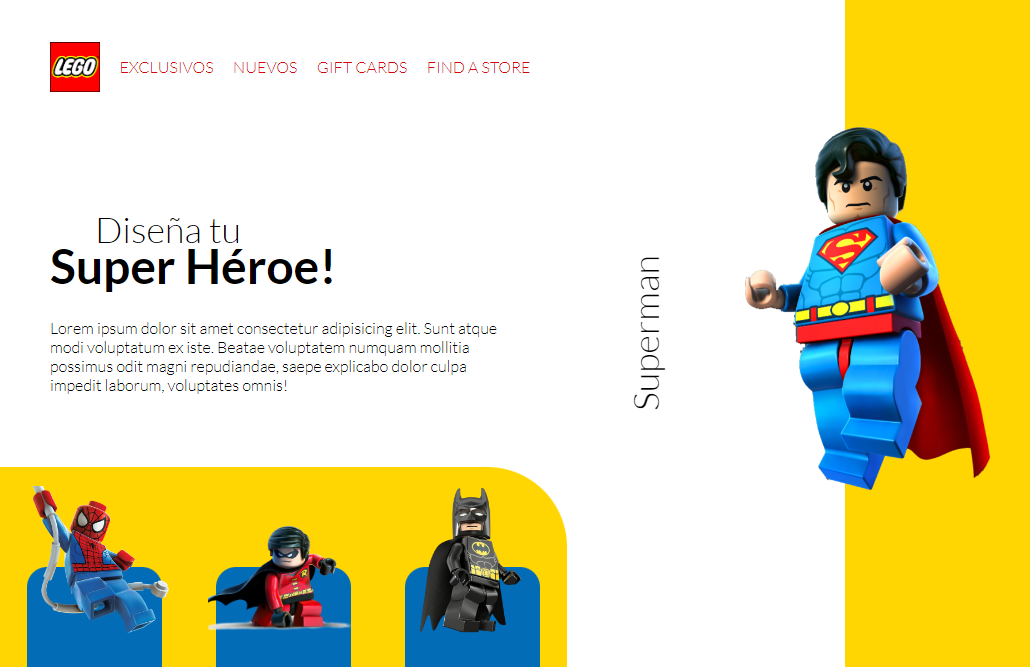 LEGO
EXCLUSIVOS NUEVOS GIFT CARDS FIND A STORE
Diseña tu
Super Héroe!
Lorem ipsum dolor sit amet consectetur adipisicing elit. Sunt atque
modi voluptatum ex iste. Beatae voluptatem numquam mollitia
possimus odit magni repudiandae, saepe explicabo dolor culpa
impedit laborum, voluptates omnis!
Superman
S